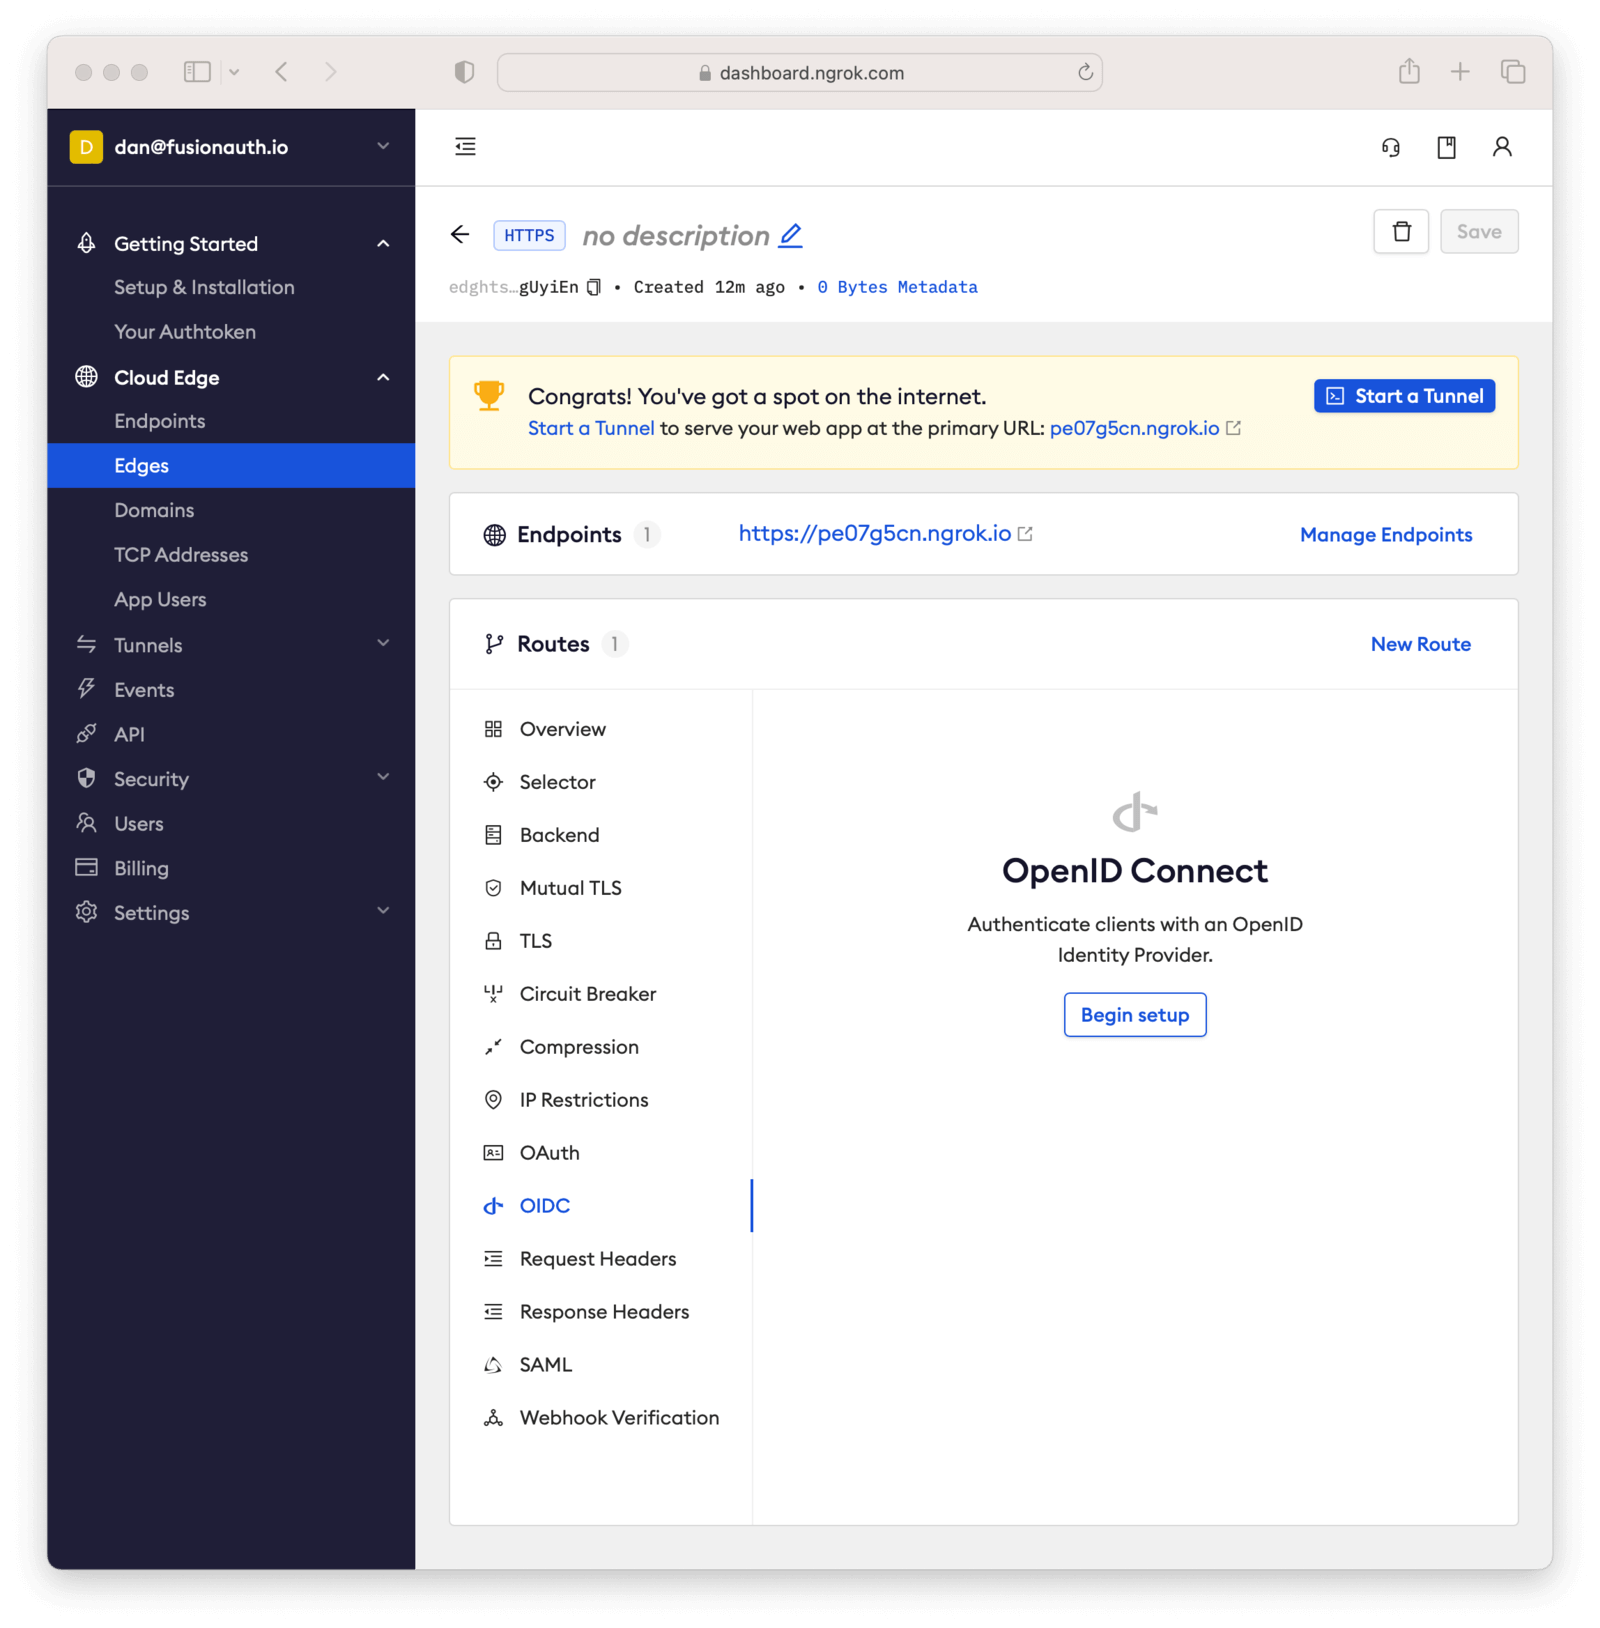 dashboard.ngrok.com
D dan@fusionauth.io
Getting Started
Setup & Installation
Your Authtoken
Cloud Edge
Endpoints
Edges
Domains
TCP Addresses
App Users
Tunnels
Events
API
Security
Users
Billing
Settings
HTTPS no description
Save
edghts…gUyiEn • Created 12m ago • 0 Bytes Metadata
Congrats! You've got a spot on the internet.
Start a Tunnel to serve your web app at the primary URL: pe07g5cn.ngrok.io
Start a Tunnel
Endpoints 1 https://pe07g5cn.ngrok.io Manage Endpoints
Routes 1 New Route
Overview
Selector
Backend
Mutual TLS
TLS
Circuit Breaker
Compression
IP Restrictions
OAuth
OIDC
Request Headers
Response Headers
SAML
Webhook Verification
OpenID Connect
Authenticate clients with an OpenID
Identity Provider.
Begin setup